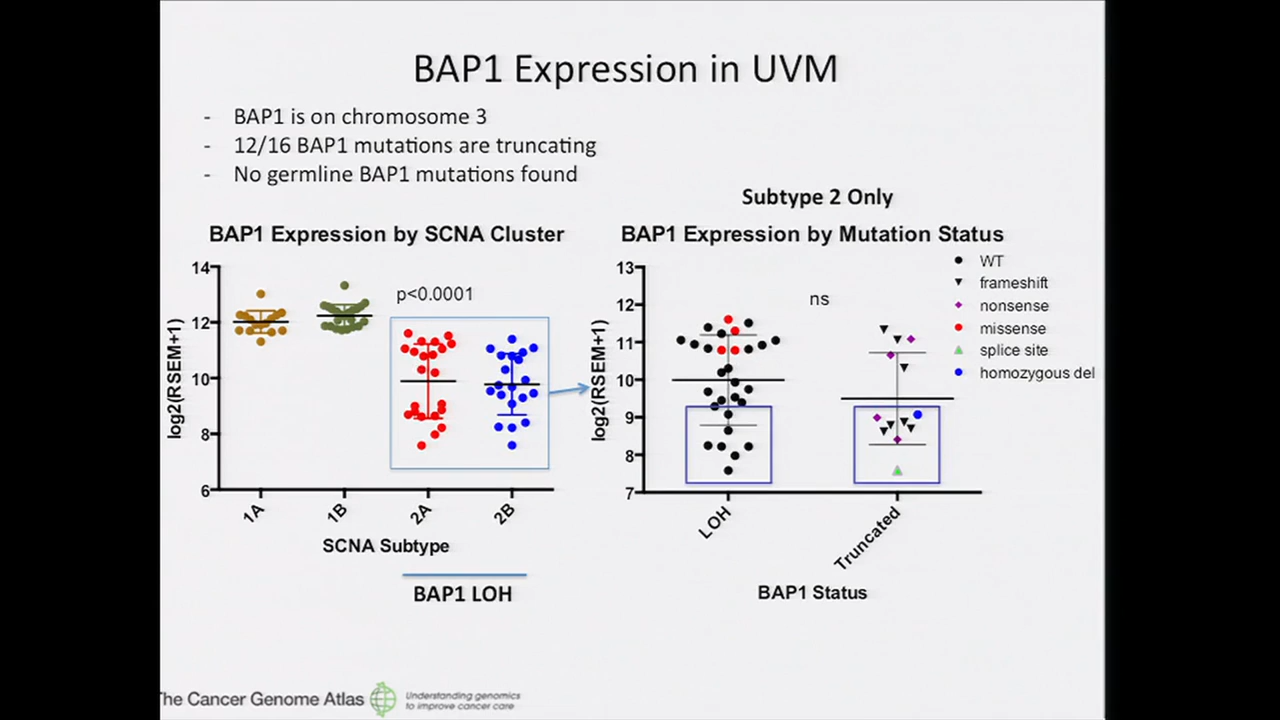 BAP1 Expression in UVM
- BAP1 is on chromosome 3
- 12/16 BAP1 mutations are truncating
- No germline BAP1 mutations found
Subtype 2 Only
BAP1 Expression by SCNA Cluster
14
12
10
8
6
log2(RSEM+1)
p<0.0001
1A
1B
2A
2B
SCNA Subtype
BAP1 LOH
BAP1 Expression by Mutation Status
13
12
11
10
9
8
7
log2(RSEM+1)
ns
WT
frameshift
nonsense
missense
splice site
homozygous del
LOH
Truncated
BAP1 Status
The Cancer Genome Atlas
Understanding genomics
to improve cancer care